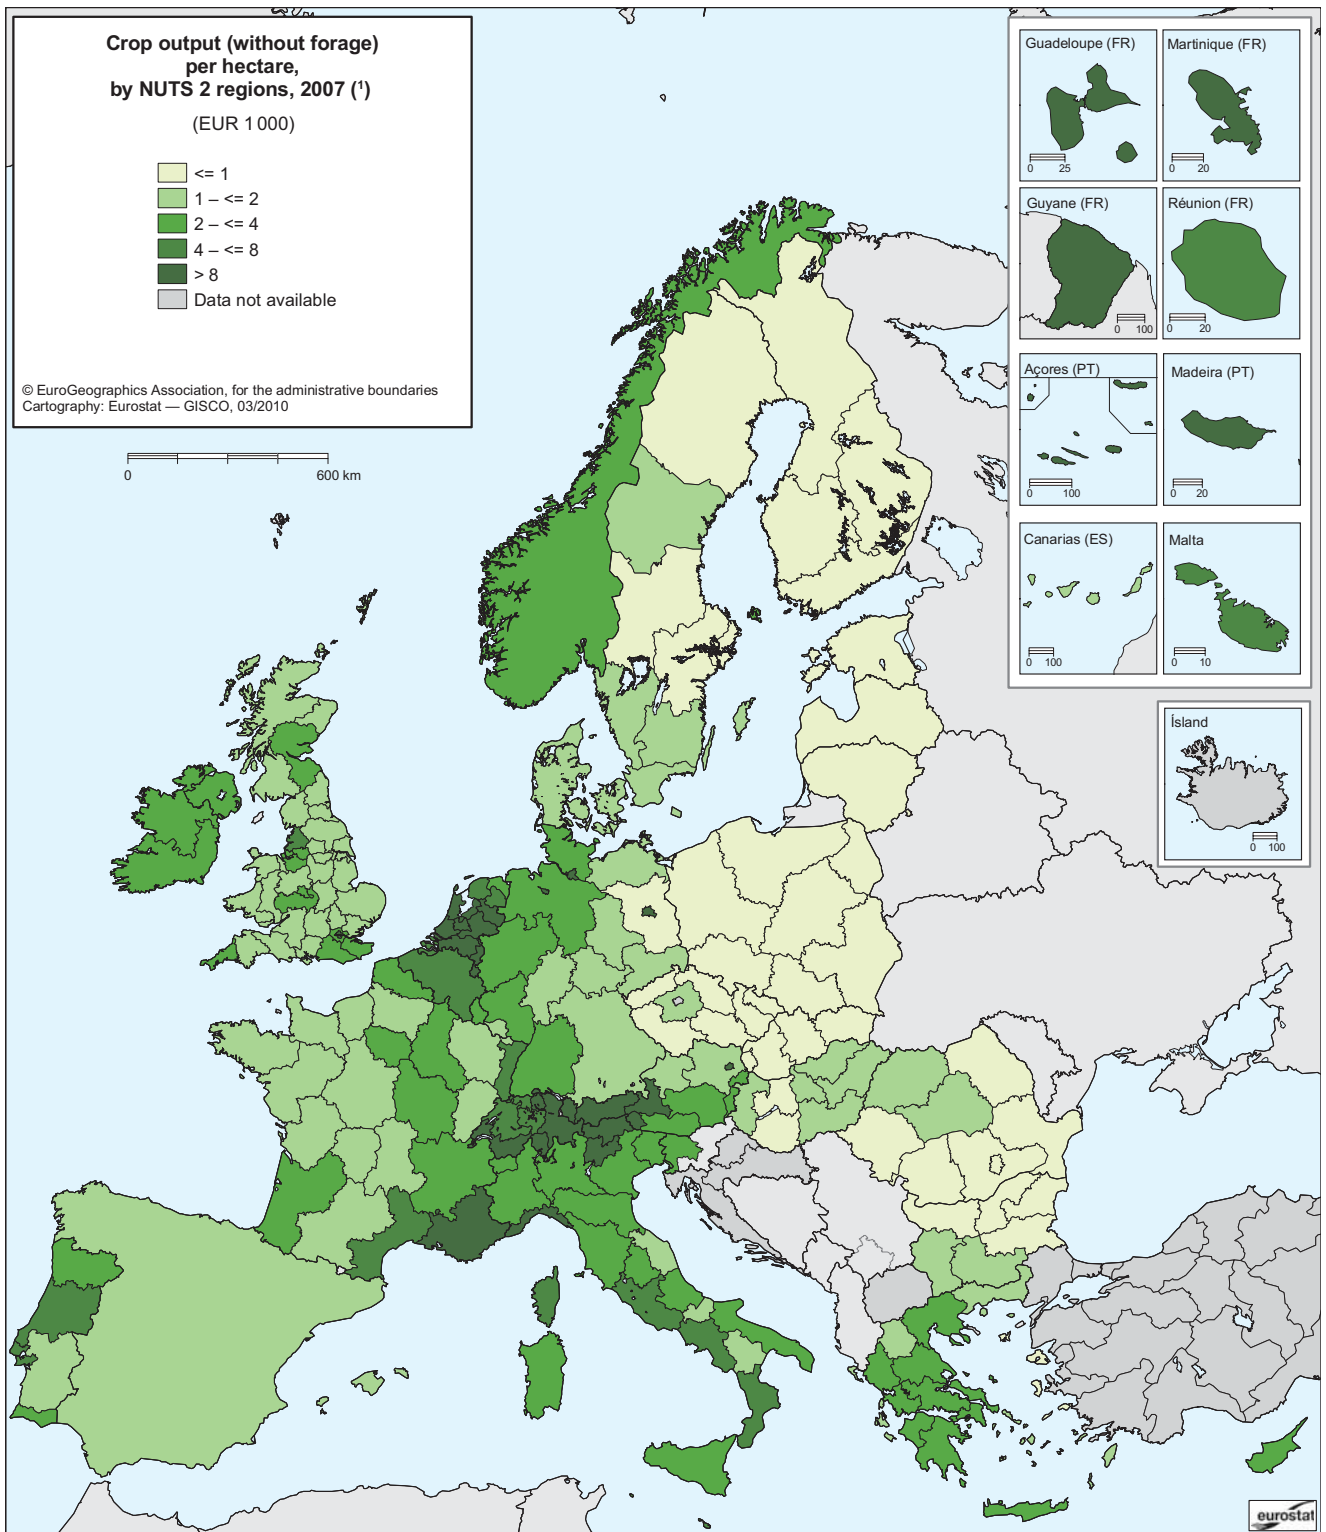 Crop output (without forage)
per hectare,
by NUTS 2 regions, 2007 (¹)
(EUR 1 000)
<= 1
1 – <= 2
2 – <= 4
4 – <= 8
> 8
Data not available
© EuroGeographics Association, for the administrative boundaries
Cartography: Eurostat — GISCO, 03/2010
0 600 km
Guadeloupe (FR)
0 25
Martinique (FR)
0 20
Guyane (FR)
0 100
Réunion (FR)
0 20
Açores (PT)
0 100
Madeira (PT)
0 20
Canarias (ES)
0 100
Malta
0 10
Ísland
0 100
eurostat